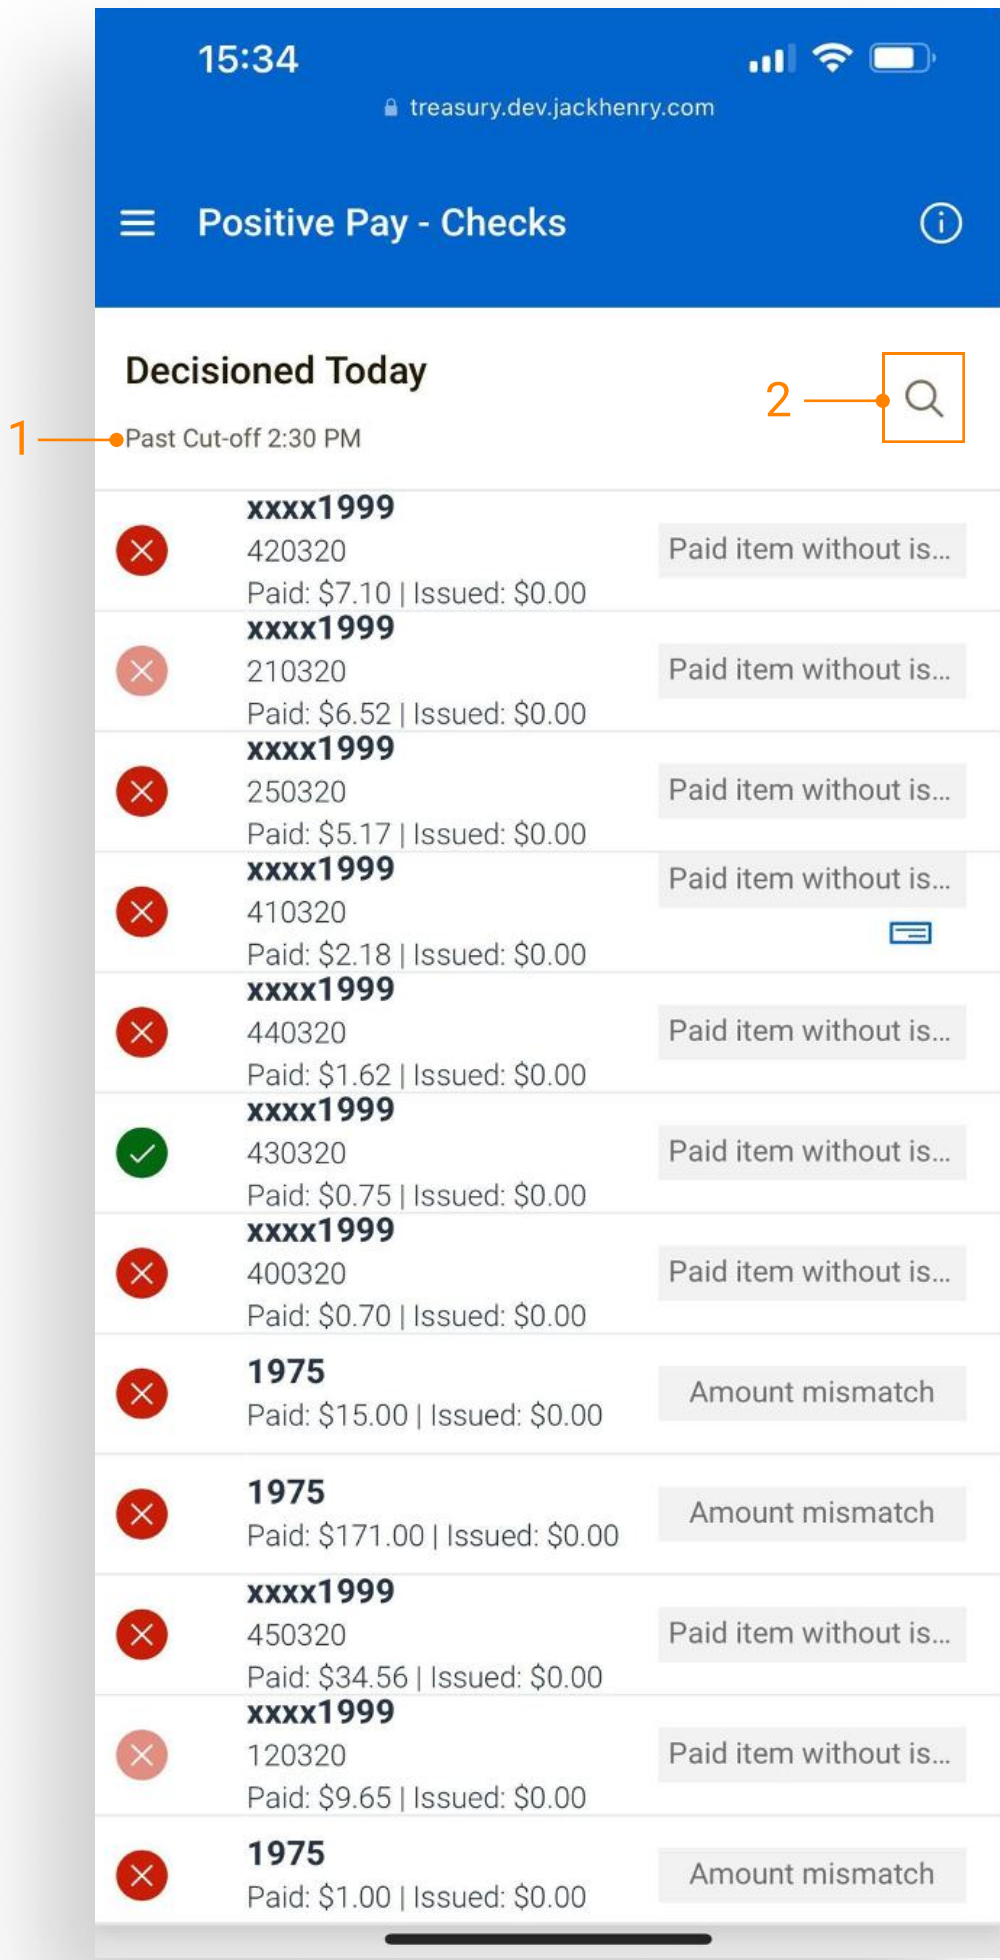 15:34
treasury.dev.jackhenry.com
Positive Pay - Checks
Decisioned Today
2
1
Past Cut-off 2:30 PM
xxxx1999
420320
Paid item without is...
Paid: $7.10 | Issued: $0.00
xxxx1999
210320
Paid item without is...
Paid: $6.52 | Issued: $0.00
xxxx1999
250320
Paid item without is...
Paid: $5.17 | Issued: $0.00
xxxx1999
Paid item without is...
410320
Paid: $2.18 | Issued: $0.00
xxxx1999
440320
Paid item without is...
Paid: $1.62 | Issued: $0.00
xxxx1999
430320
Paid item without is...
Paid: $0.75 | Issued: $0.00
xxxx1999
400320
Paid item without is...
Paid: $0.70 | Issued: $0.00
1975
Amount mismatch
Paid: $15.00 | Issued: $0.00
1975
Amount mismatch
Paid: $171.00 | Issued: $0.00
xxxx1999
450320
Paid item without is...
Paid: $34.56 | Issued: $0.00
xxxx1999
120320
Paid item without is...
Paid: $9.65 | Issued: $0.00
1975
Amount mismatch
Paid: $1.00 | Issued: $0.00